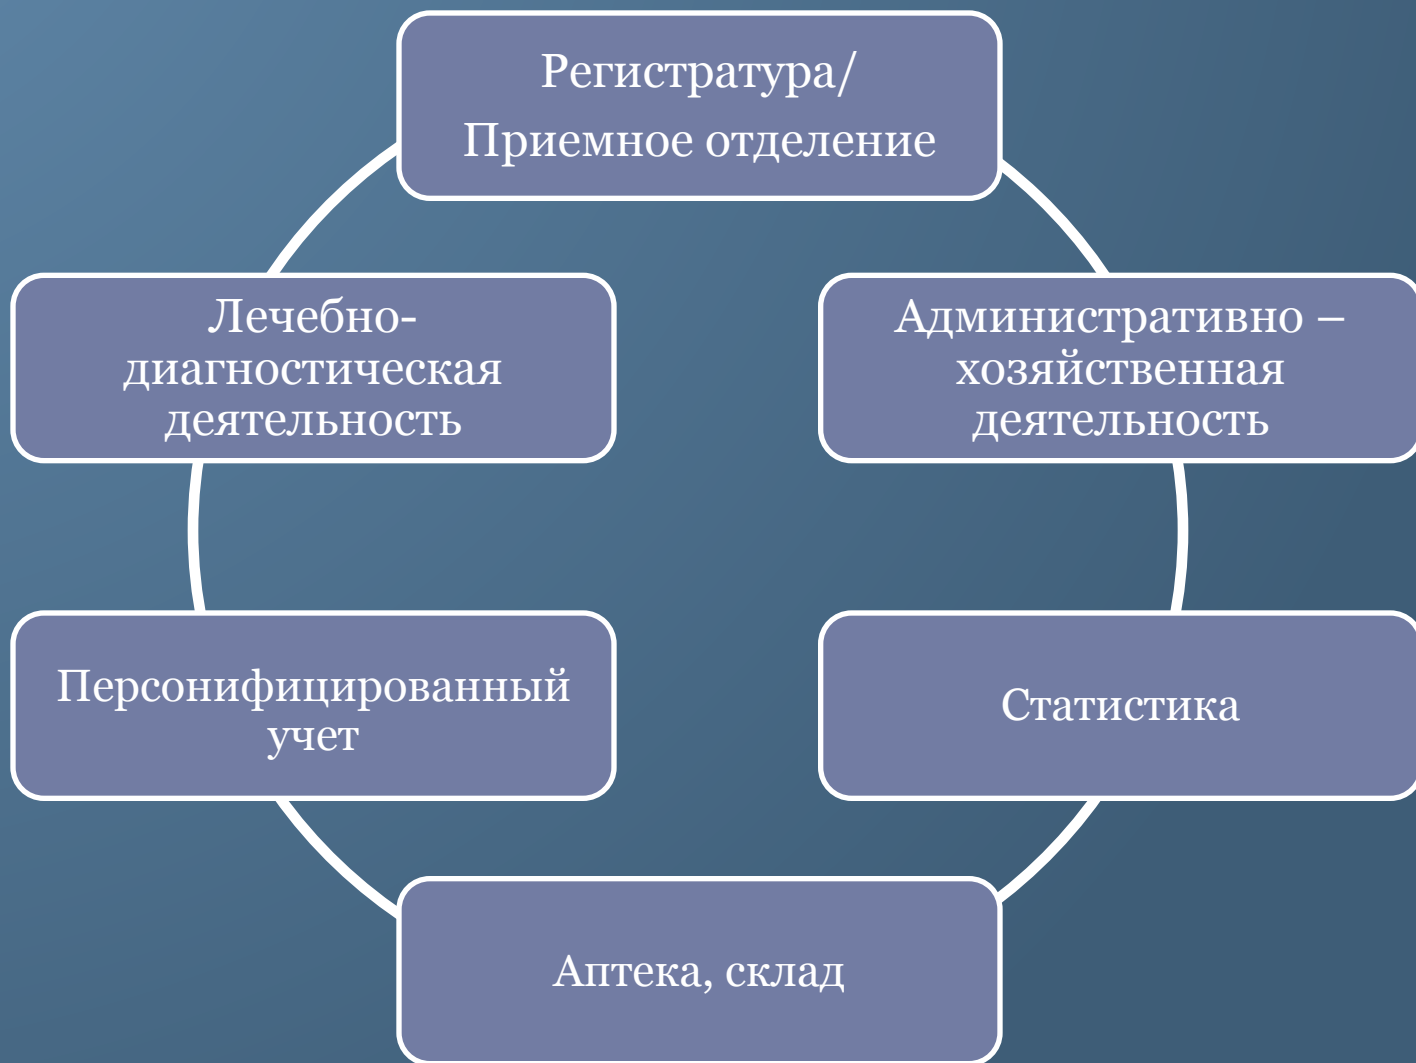 Регистратура/
Приемное отделение
Лечебно-
диагностическая
деятельность
Административно –
хозяйственная
деятельность
Персонифицированный
учет
Статистика
Аптека, склад